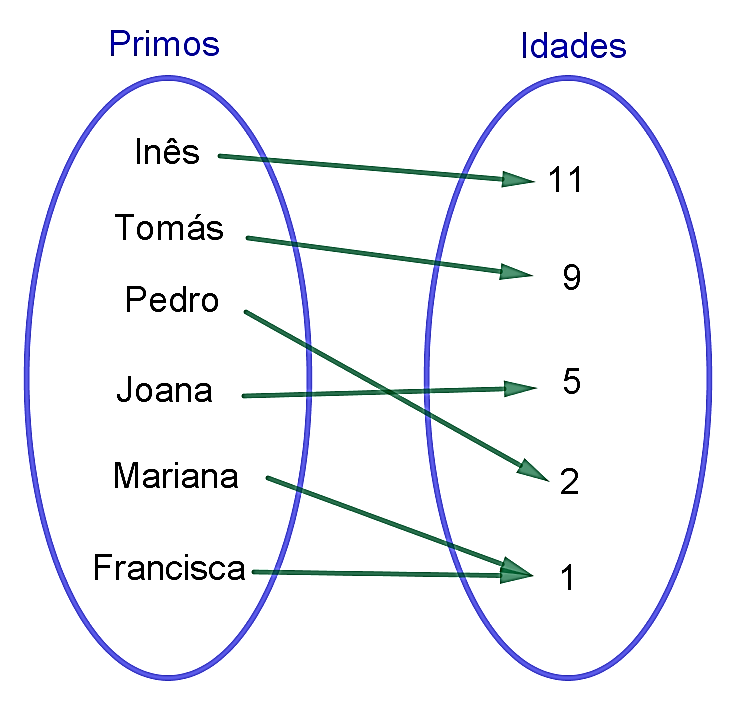 Primos
Idades
Inês
Tomás
Pedro
Joana
Mariana
Francisca
11
9
5
2
1